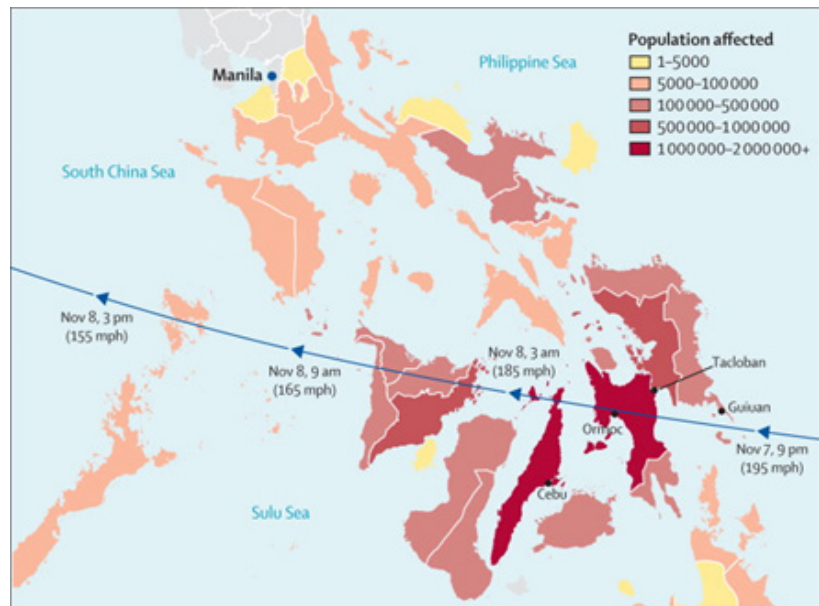 Population affected
1–5000
5000–100 000
100 000–500 000
500 000–1 000 000
1 000 000–2 000 000+
Manila
Philippine Sea
South China Sea
Nov 8, 3 pm
(155 mph)
Nov 8, 9 am
(165 mph)
Nov 8, 3 am
(185 mph)
Tacloban
Guiuan
Ormoc
Nov 7, 9 pm
(195 mph)
Cebu
Sulu Sea